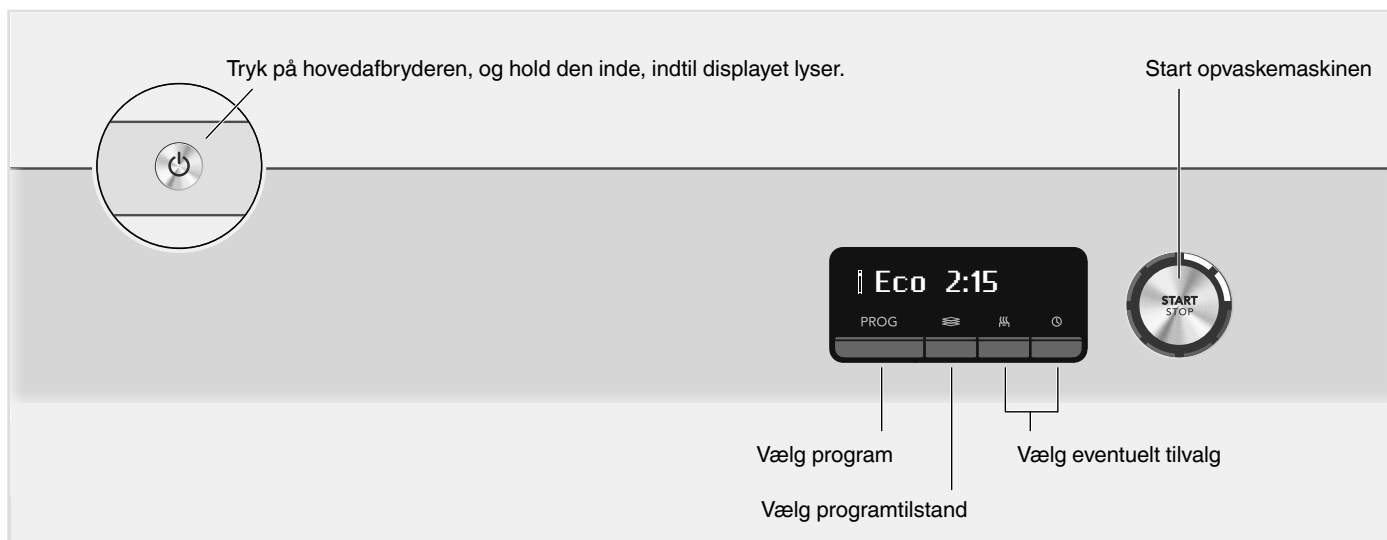 Tryk på hovedafbryderen, og hold den inde, indtil displayet lyser.
Start opvaskemaskinen
Eco 2:15
PROG
START
STOP
Vælg program
Vælg eventuelt tilvalg
Vælg programtilstand